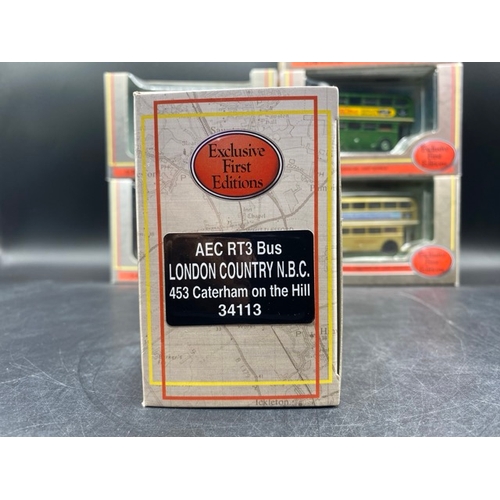 Exclusive
First
Editions
AEC RT3 Bus
LONDON COUNTRY N.B.C.
453 Caterham on the Hill
34113